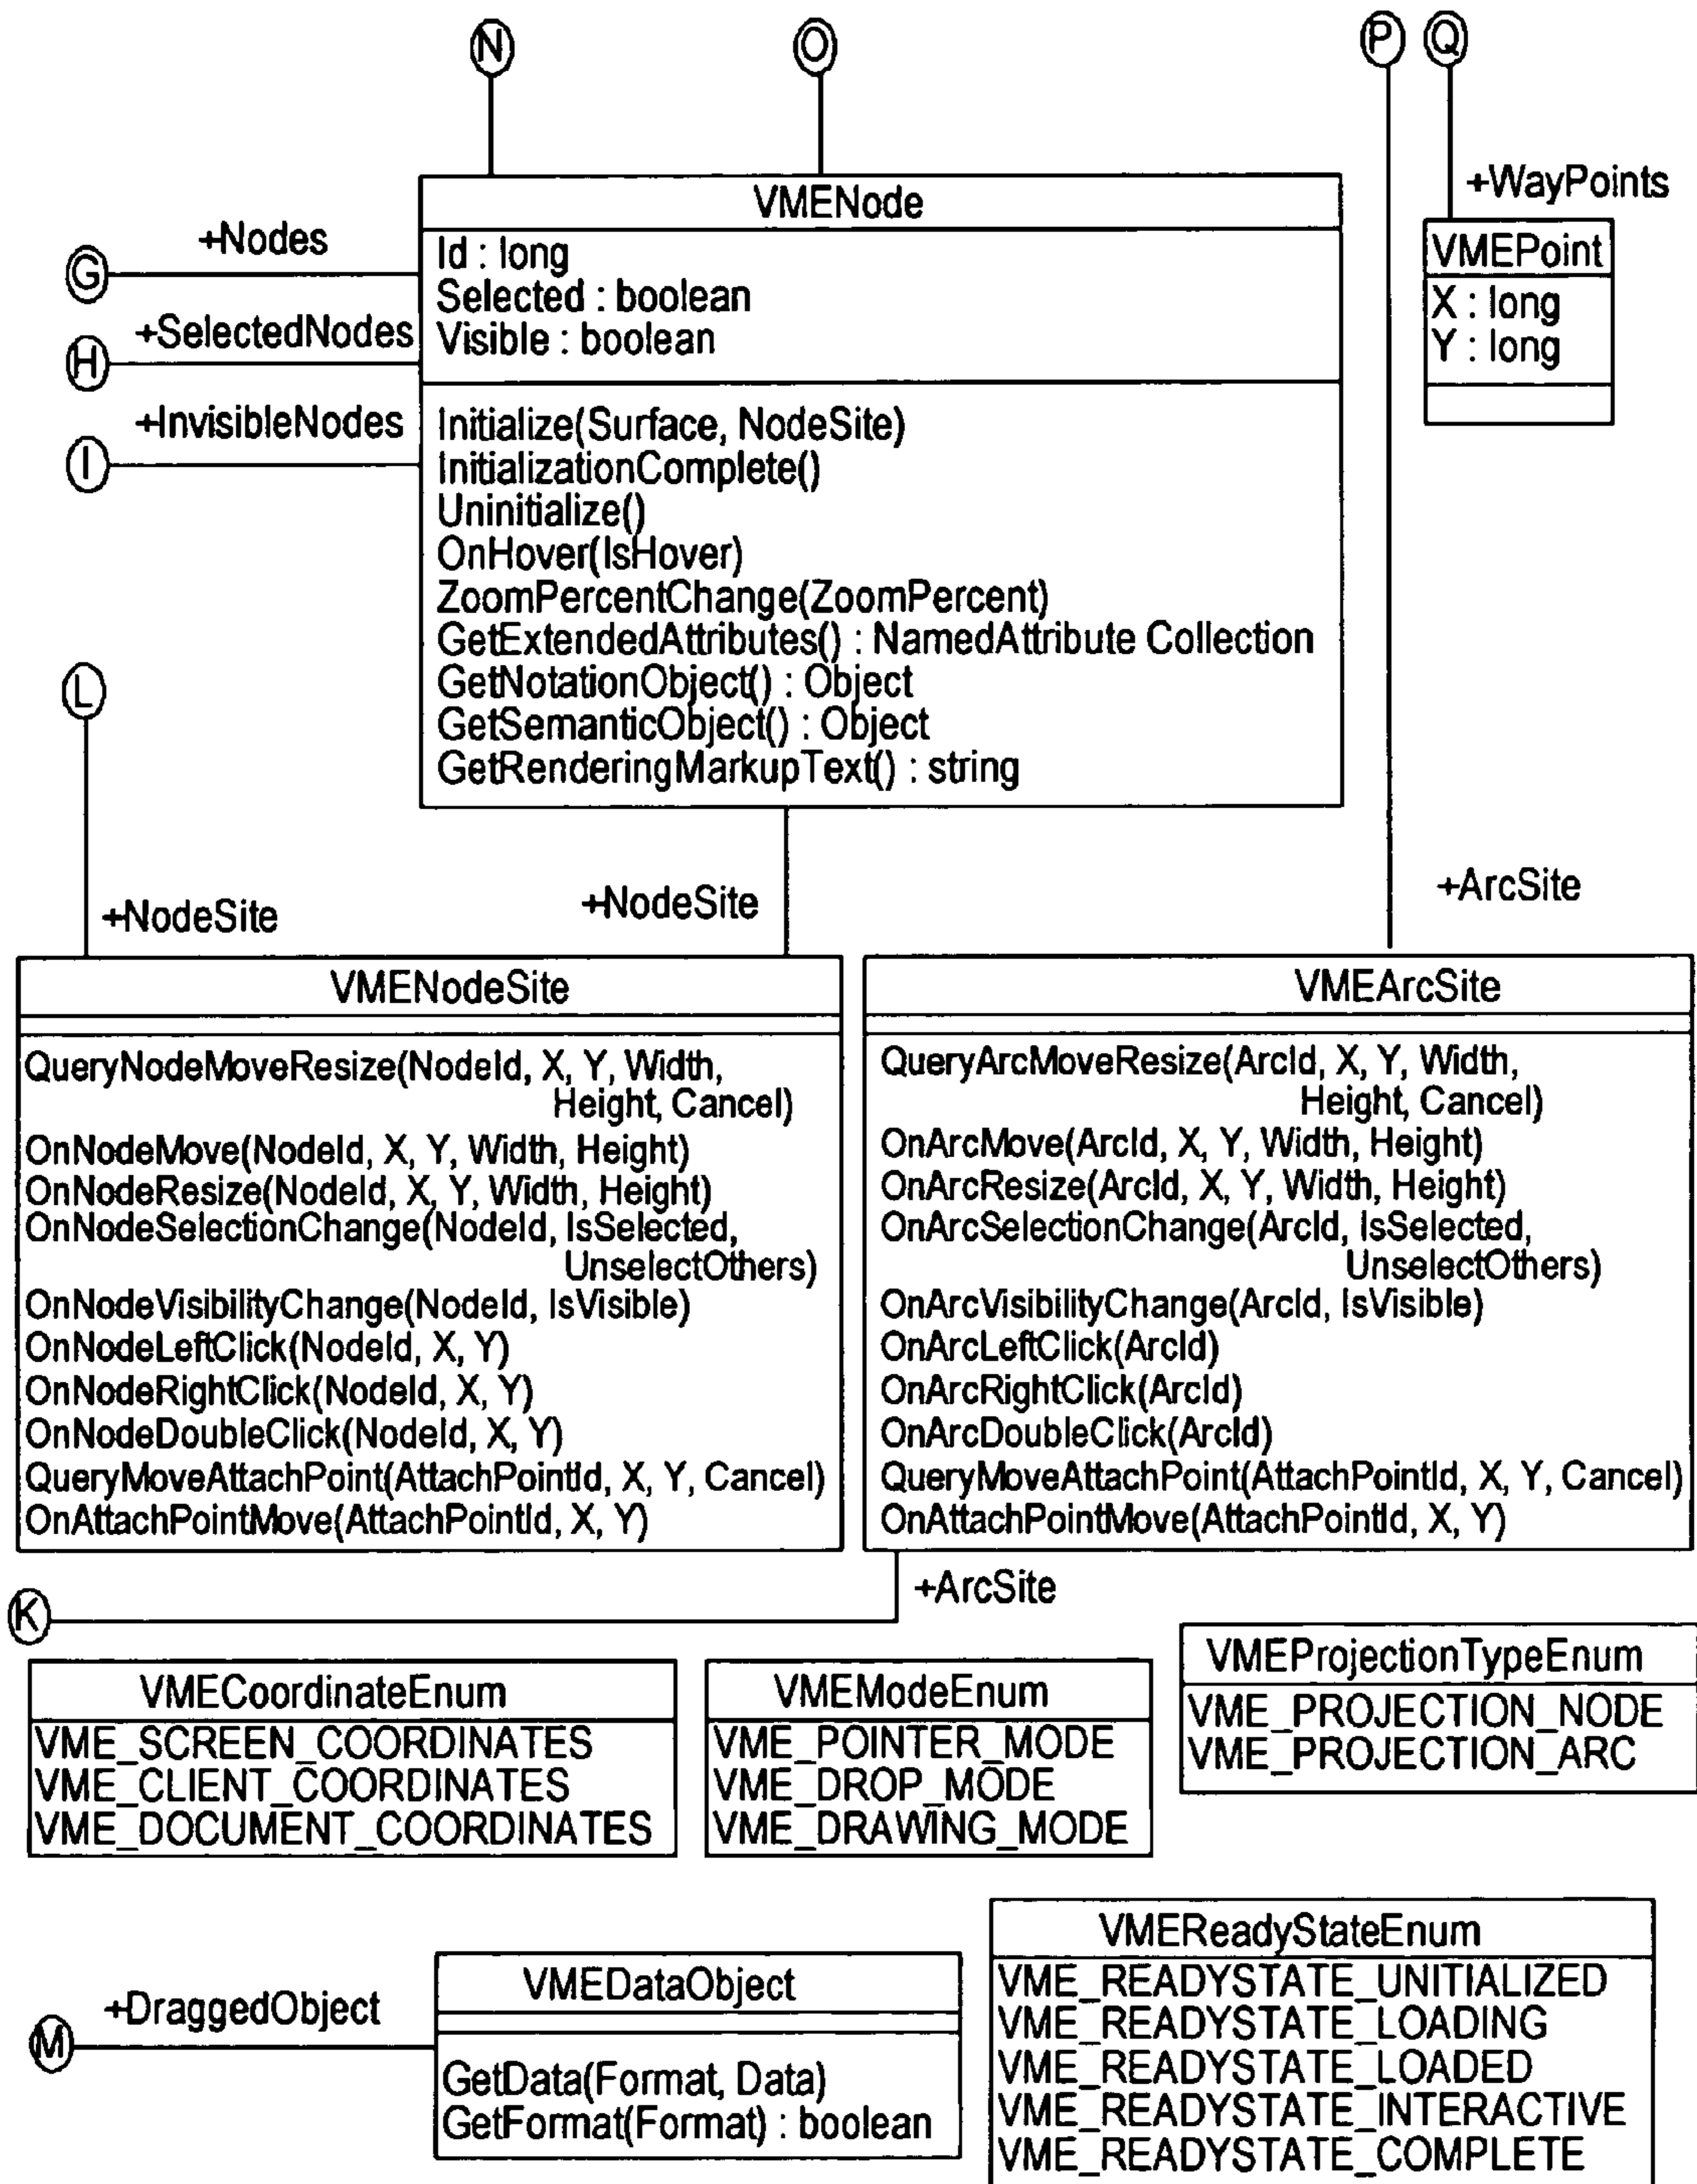 N
O
P
Q
+WayPoints
VMENode
Id : long
Selected : boolean
Visible : boolean
Initialize(Surface, NodeSite)
InitializationComplete()
Uninitialize()
OnHover(IsHover)
ZoomPercentChange(ZoomPercent)
GetExtendedAttributes() : NamedAttribute Collection
GetNotationObject() : Object
GetSemanticObject() : Object
GetRenderingMarkupText() : string
VMEPoint
X : long
Y : long
+Nodes
G
+SelectedNodes
H
+InvisibleNodes
I
L
+NodeSite
+NodeSite
+ArcSite
VMENodeSite
QueryNodeMoveResize(NodeId, X, Y, Width,
Height, Cancel)
OnNodeMove(NodeId, X, Y, Width, Height)
OnNodeResize(NodeId, X, Y, Width, Height)
OnNodeSelectionChange(NodeId, IsSelected,
UnselectOthers)
OnNodeVisibilityChange(NodeId, IsVisible)
OnNodeLeftClick(NodeId, X, Y)
OnNodeRightClick(NodeId, X, Y)
OnNodeDoubleClick(NodeId, X, Y)
QueryMoveAttachPoint(AttachPointId, X, Y, Cancel)
OnAttachPointMove(AttachPointId, X, Y)
VMEArcSite
QueryArcMoveResize(ArcId, X, Y, Width,
Height, Cancel)
OnArcMove(ArcId, X, Y, Width, Height)
OnArcResize(ArcId, X, Y, Width, Height)
OnArcSelectionChange(ArcId, IsSelected,
UnselectOthers)
OnArcVisibilityChange(ArcId, IsVisible)
OnArcLeftClick(ArcId)
OnArcRightClick(ArcId)
OnArcDoubleClick(ArcId)
QueryMoveAttachPoint(AttachPointId, X, Y, Cancel)
OnAttachPointMove(AttachPointId, X, Y)
+ArcSite
K
VMECoordinateEnum
VME_SCREEN_COORDINATES
VME_CLIENT_COORDINATES
VME_DOCUMENT_COORDINATES
VMEModeEnum
VME_POINTER_MODE
VME_DROP_MODE
VME_DRAWING_MODE
VMEProjectionTypeEnum
VME_PROJECTION_NODE
VME_PROJECTION_ARC
+DraggedObject
M
VMEDataObject
GetData(Format, Data)
GetFormat(Format) : boolean
VMEReadyStateEnum
VME_READYSTATE_UNITIALIZED
VME_READYSTATE_LOADING
VME_READYSTATE_LOADED
VME_READYSTATE_INTERACTIVE
VME_READYSTATE_COMPLETE